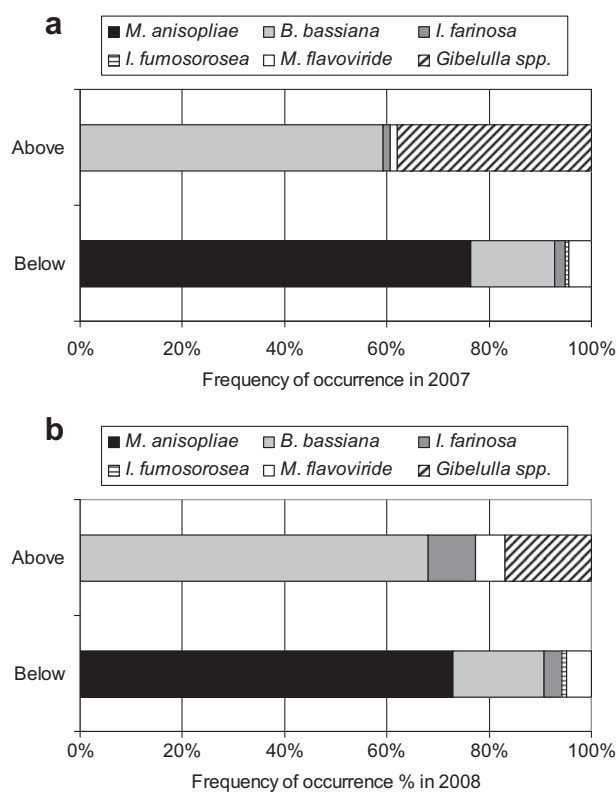 a
M. anisopliae B. bassiana I. farinosa
I. fumosorosea M. flavoviride Gibelulla spp.
Above
Below
0% 20% 40% 60% 80% 100%
Frequency of occurrence in 2007
b
M. anisopliae B. bassiana I. farinosa
I. fumosorosea M. flavoviride Gibelulla spp.
Above
Below
0% 20% 40% 60% 80% 100%
Frequency of occurrence % in 2008